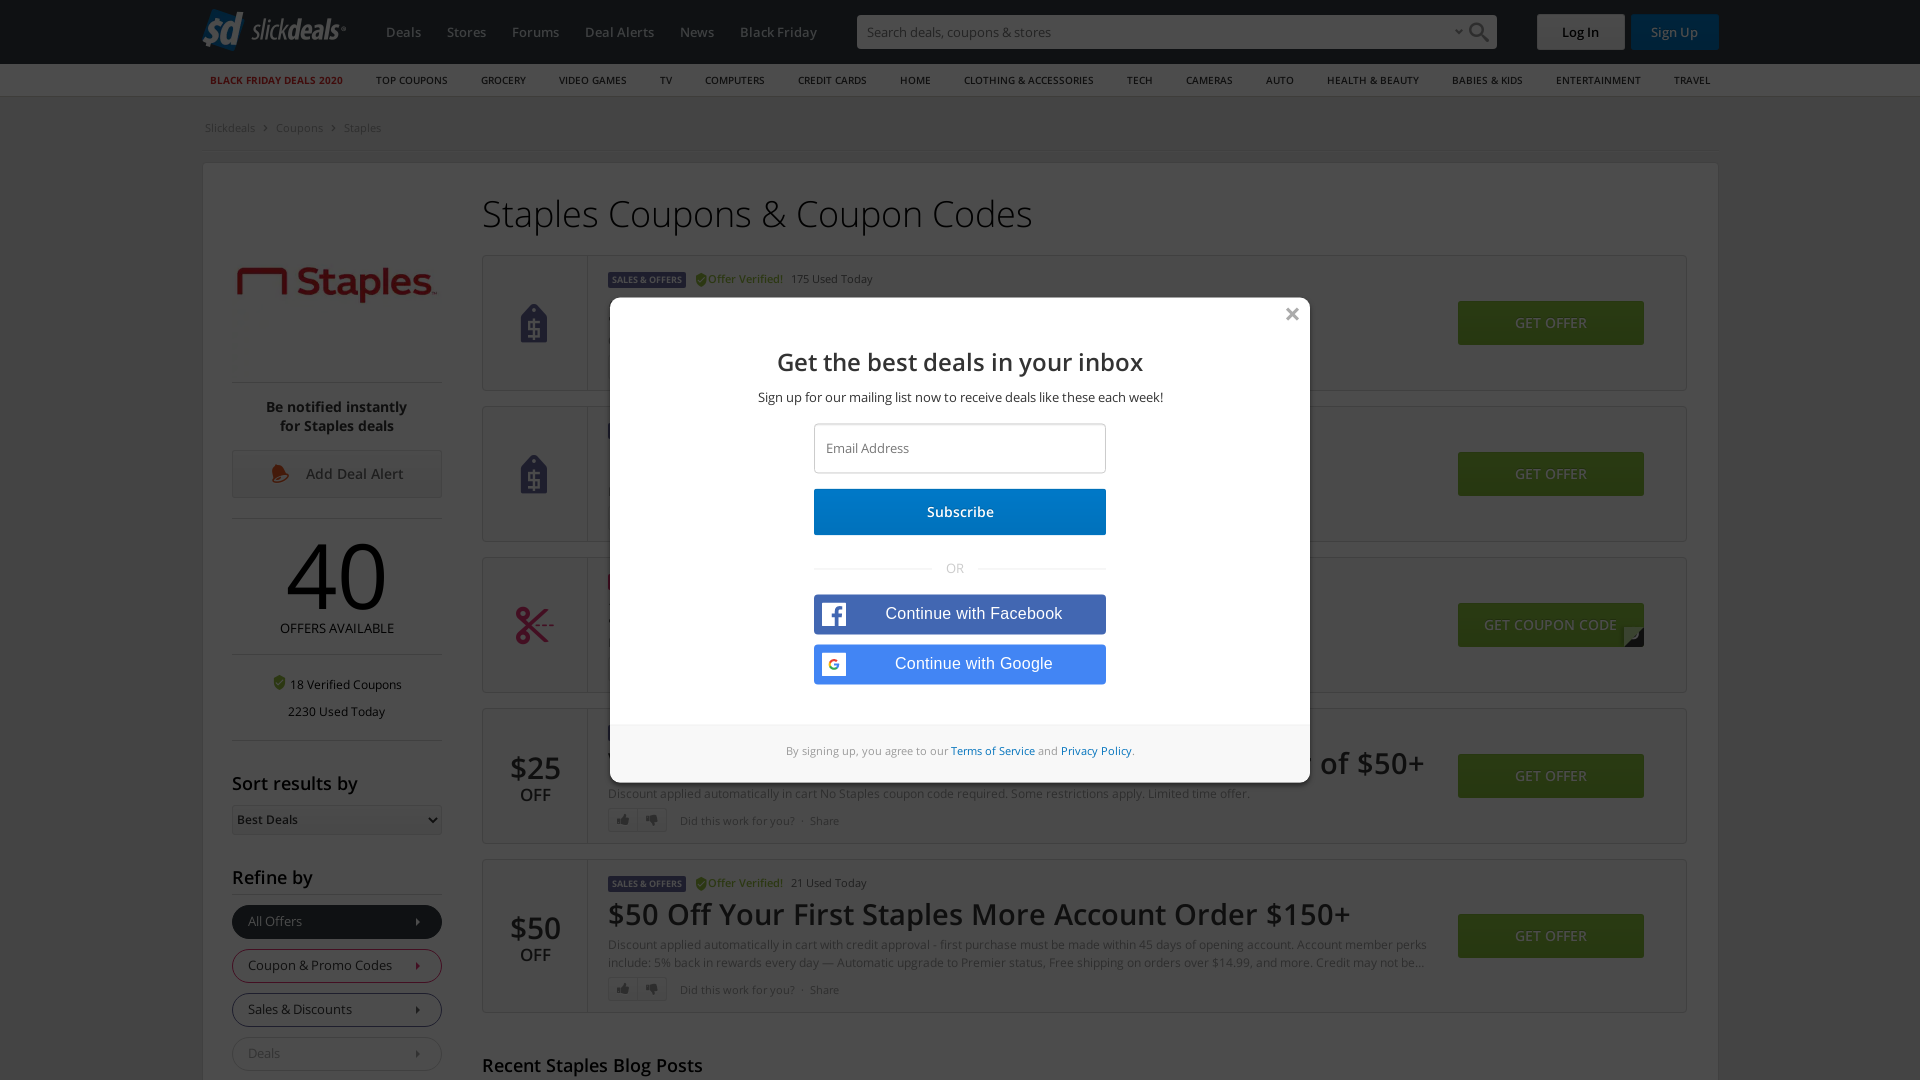 slickdeals
Deals
Stores
Forums
Deal Alerts
News
Black Friday
Search deals, coupons & stores
Log In
Sign Up
BLACK FRIDAY DEALS 2020
TOP COUPONS
GROCERY
VIDEO GAMES
TV
COMPUTERS
CREDIT CARDS
HOME
CLOTHING & ACCESSORIES
TECH
CAMERAS
AUTO
HEALTH & BEAUTY
BABIES & KIDS
ENTERTAINMENT
TRAVEL
Slickdeals
Coupons
Staples
Staples
Be notified instantly
for Staples deals
Add Deal Alert
40
OFFERS AVAILABLE
18 Verified Coupons
2230 Used Today
Sort results by
Best Deals
Refine by
All Offers
Coupon & Promo Codes
Sales & Discounts
Deals
Staples Coupons & Coupon Codes
SALES & OFFERS Offer Verified! 175 Used Today
GET OFFER
GET OFFER
GET COUPON CODE
$25
OFF
of $50+
Discount applied automatically in cart No Staples coupon code required. Some restrictions apply. Limited time offer.
Did this work for you? · Share
GET OFFER
$50
OFF
SALES & OFFERS Offer Verified! 21 Used Today
$50 Off Your First Staples More Account Order $150+
Discount applied automatically in cart with credit approval - first purchase must be made within 45 days of opening account. Account member perks
include: 5% back in rewards every day — Automatic upgrade to Premier status, Free shipping on orders over $14.99, and more. Credit may not be...
Did this work for you? · Share
GET OFFER
Recent Staples Blog Posts
Get the best deals in your inbox
Sign up for our mailing list now to receive deals like these each week!
Email Address
Subscribe
OR
Continue with Facebook
Continue with Google
By signing up, you agree to our Terms of Service and Privacy Policy.